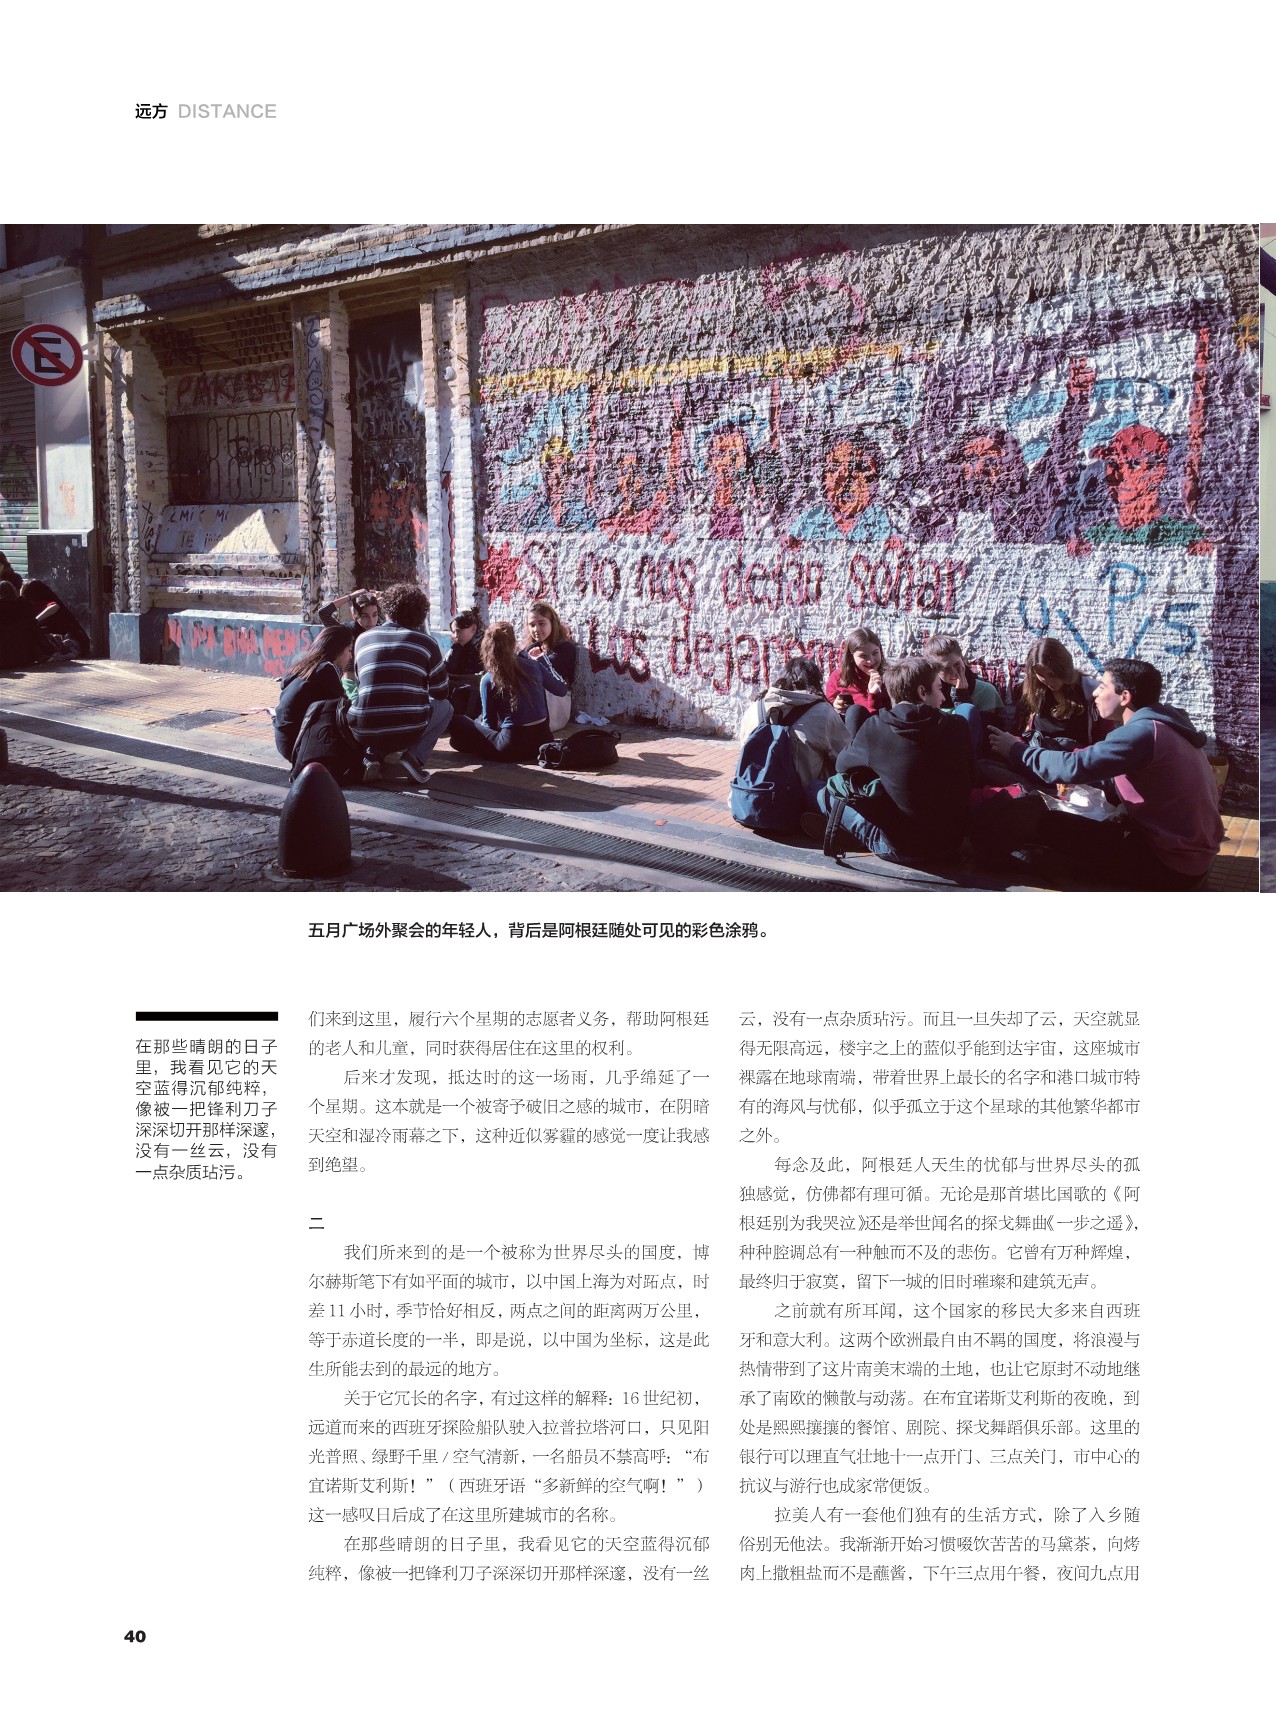 远方 DISTANCE
Si no nos dejan soñar
Los dejaremos
五月广场外聚会的年轻人，背后是阿根廷随处可见的彩色涂鸦。
在那些晴朗的日子
里，我看见它的天
空蓝得沉郁纯粹，
像被一把锋利刀子
深深切开那样深邃，
没有一丝云，没有
一点杂质玷污。
们来到这里，履行六个星期的志愿者义务，帮助阿根廷
的老人和儿童，同时获得居住在这里的权利。
后来才发现，抵达时的这一场雨，几乎绵延了一
个星期。这本就是一个被寄予破旧之感的城市，在阴暗
天空和湿冷雨幕之下，这种近似雾霾的感觉一度让我感
到绝望。
二
我们所来到的是一个被称为世界尽头的国度，博
尔赫斯笔下有如平面的城市，以中国上海为对跖点，时
差 11 小时，季节恰好相反，两点之间的距离两万公里，
等于赤道长度的一半，即是说，以中国为坐标，这是此
生所能去到的最远的地方。
关于它冗长的名字，有过这样的解释：16 世纪初，
远道而来的西班牙探险船队驶入拉普拉塔河口，只见阳
光普照、绿野千里 / 空气清新，一名船员不禁高呼：“布
宜诺斯艾利斯！”（西班牙语“多新鲜的空气啊！”）
这一感叹日后成了在这里所建城市的名称。
在那些晴朗的日子里，我看见它的天空蓝得沉郁
纯粹，像被一把锋利刀子深深切开那样深邃，没有一丝
云，没有一点杂质玷污。而且一旦失却了云，天空就显
得无限高远，楼宇之上的蓝似乎能到达宇宙，这座城市
裸露在地球南端，带着世界上最长的名字和港口城市特
有的海风与忧郁，似乎孤立于这个星球的其他繁华都市
之外。
每念及此，阿根廷人天生的忧郁与世界尽头的孤
独感觉，仿佛都有理可循。无论是那首堪比国歌的《阿
根廷别为我哭泣》还是举世闻名的探戈舞曲《一步之遥》，
种种腔调总有一种触而不及的悲伤。它曾有万种辉煌，
最终归于寂寞，留下一城的旧时璀璨和建筑无声。
之前就有所耳闻，这个国家的移民大多来自西班
牙和意大利。这两个欧洲最自由不羁的国度，将浪漫与
热情带到了这片南美末端的土地，也让它原封不动地继
承了南欧的懒散与动荡。在布宜诺斯艾利斯的夜晚，到
处是熙熙攘攘的餐馆、剧院、探戈舞蹈俱乐部。这里的
银行可以理直气壮地十一点开门、三点关门，市中心的
抗议与游行也成家常便饭。
拉美人有一套他们独有的生活方式，除了入乡随
俗别无他法。我渐渐开始习惯啜饮苦苦的马黛茶，向烤
肉上撒粗盐而不是蘸酱，下午三点用午餐，夜间九点用
40